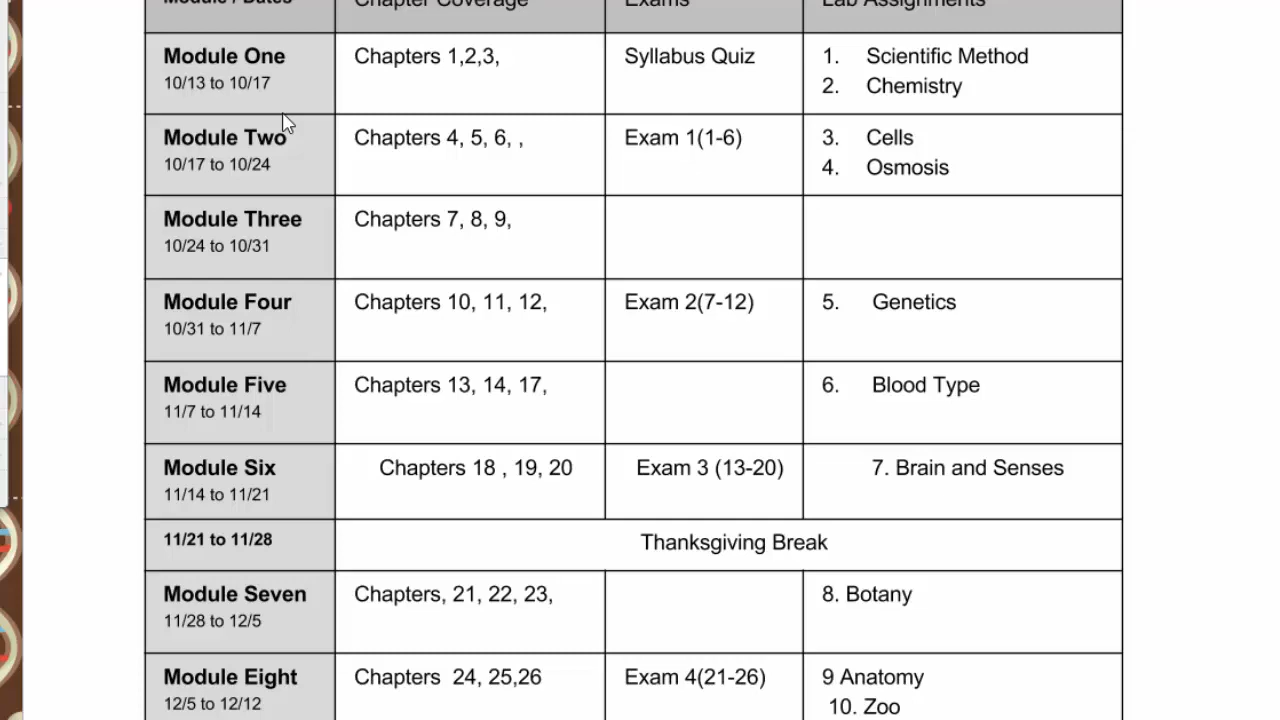 Module / Dates Chapter Coverage Exams Lab Assignments
Module One Chapters 1,2,3, Syllabus Quiz 1. Scientific Method
10/13 to 10/17 2. Chemistry
Module Two Chapters 4, 5, 6, , Exam 1(1-6) 3. Cells
10/17 to 10/24 4. Osmosis
Module Three Chapters 7, 8, 9,
10/24 to 10/31
Module Four Chapters 10, 11, 12, Exam 2(7-12) 5. Genetics
10/31 to 11/7
Module Five Chapters 13, 14, 17, 6. Blood Type
11/7 to 11/14
Module Six Chapters 18 , 19, 20 Exam 3 (13-20) 7. Brain and Senses
11/14 to 11/21
11/21 to 11/28 Thanksgiving Break
Module Seven Chapters, 21, 22, 23, 8. Botany
11/28 to 12/5
Module Eight Chapters 24, 25,26 Exam 4(21-26) 9 Anatomy
12/5 to 12/12 10. Zoo